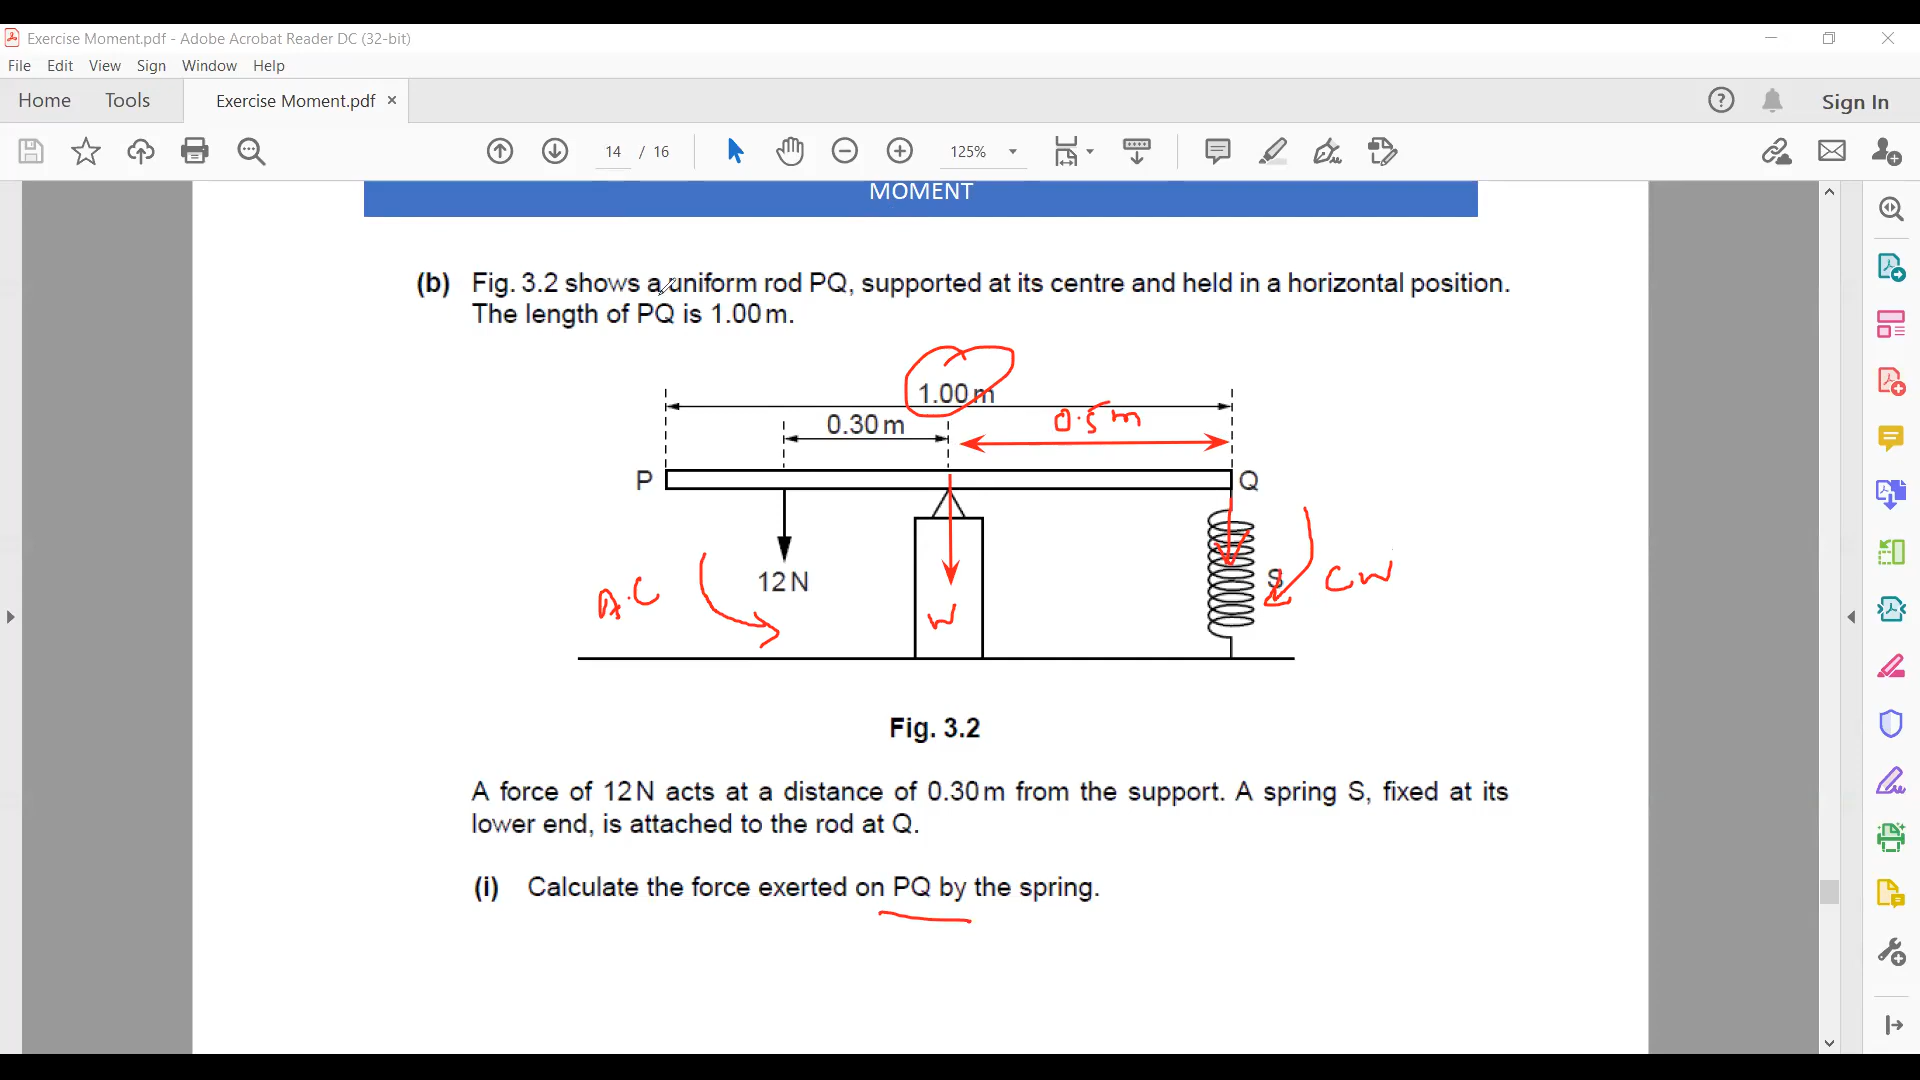 Exercise Moment.pdf - Adobe Acrobat Reader DC (32-bit)
File Edit View Sign Window Help
Home Tools Exercise Moment.pdf × Sign In
14 / 16 125%
MOMENT
(b) Fig. 3.2 shows a uniform rod PQ, supported at its centre and held in a horizontal position.
The length of PQ is 1.00 m.
1.00 m
0.30 m 0.5 m
P Q
12 N S
A.C W CW
Fig. 3.2
A force of 12 N acts at a distance of 0.30 m from the support. A spring S, fixed at its
lower end, is attached to the rod at Q.
(i) Calculate the force exerted on PQ by the spring.